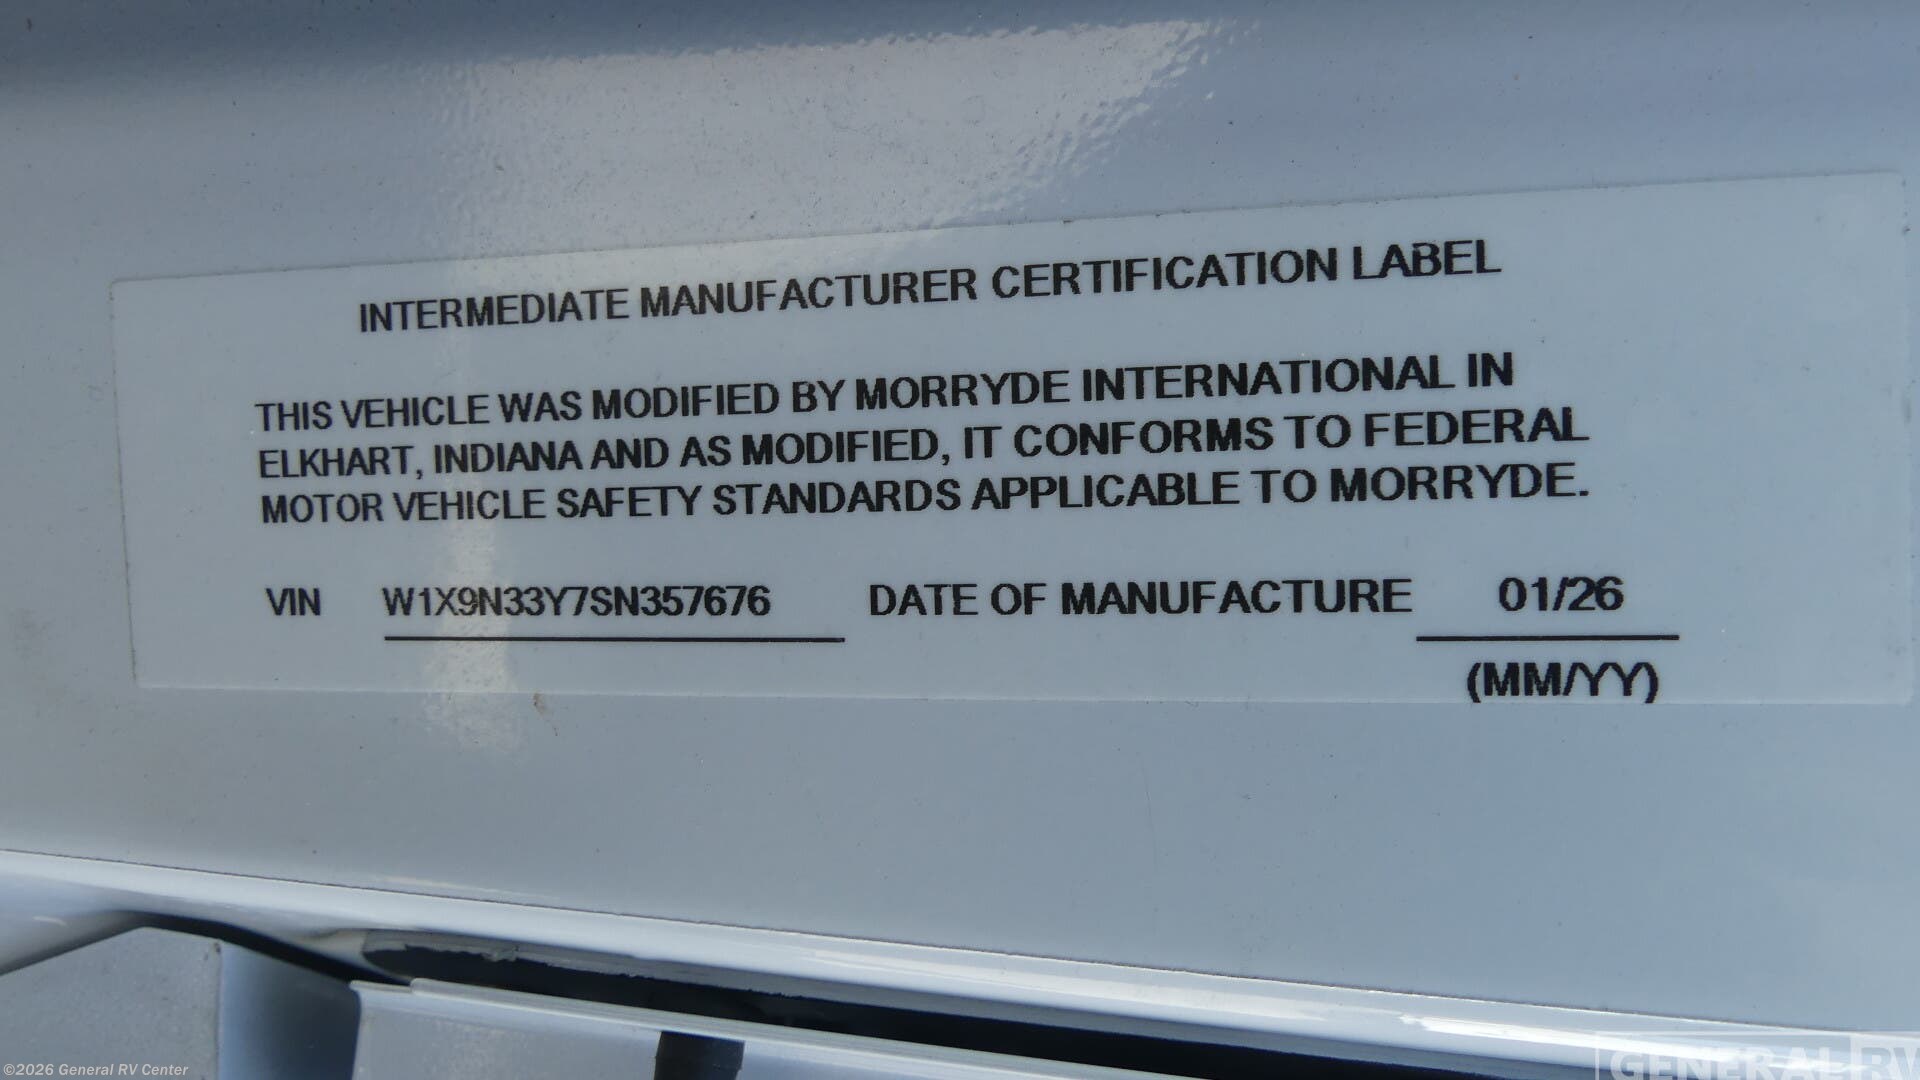 INTERMEDIATE MANUFACTURER CERTIFICATION LABEL
THIS VEHICLE WAS MODIFIED BY MORRYDE INTERNATIONAL IN
ELKHART, INDIANA AND AS MODIFIED, IT CONFORMS TO FEDERAL
MOTOR VEHICLE SAFETY STANDARDS APPLICABLE TO MORRYDE.
VIN W1X9N33Y7SN357676 DATE OF MANUFACTURE 01/26
(MM/YY)
©2026 General RV Center
GENERAL RV